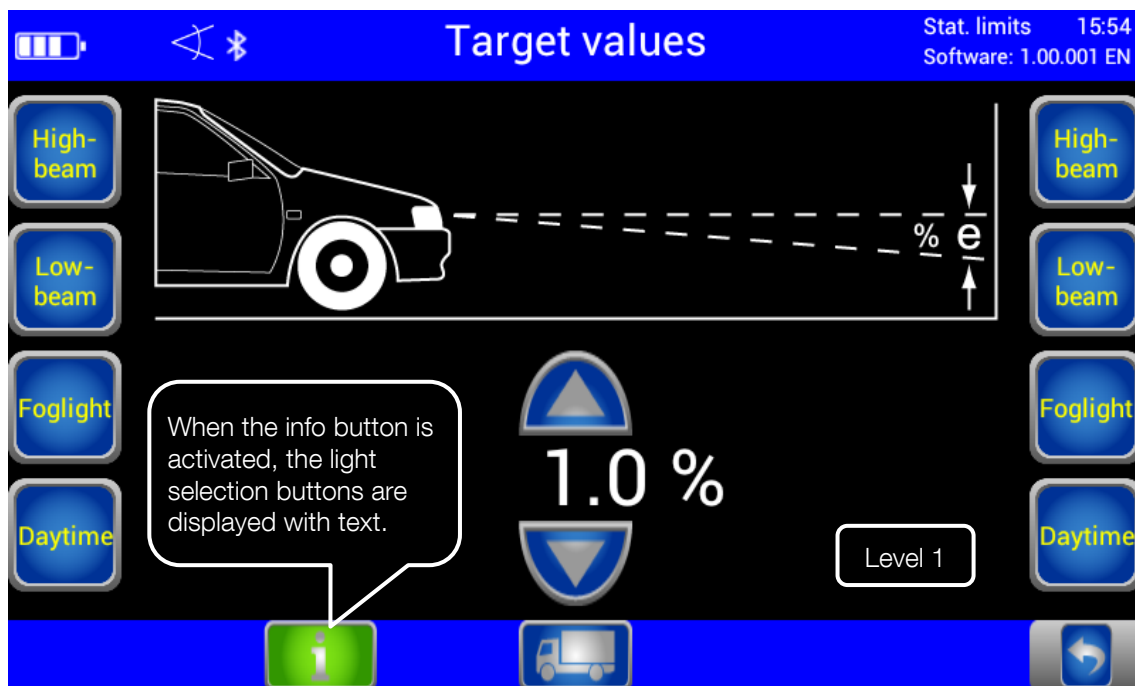 Target values
Stat. limits 15:54
Software: 1.00.001 EN
High-
beam
Low-
beam
Foglight
Daytime
% e
When the info button is
activated, the light
selection buttons are
displayed with text.
1.0 %
Level 1
High-
beam
Low-
beam
Foglight
Daytime
i